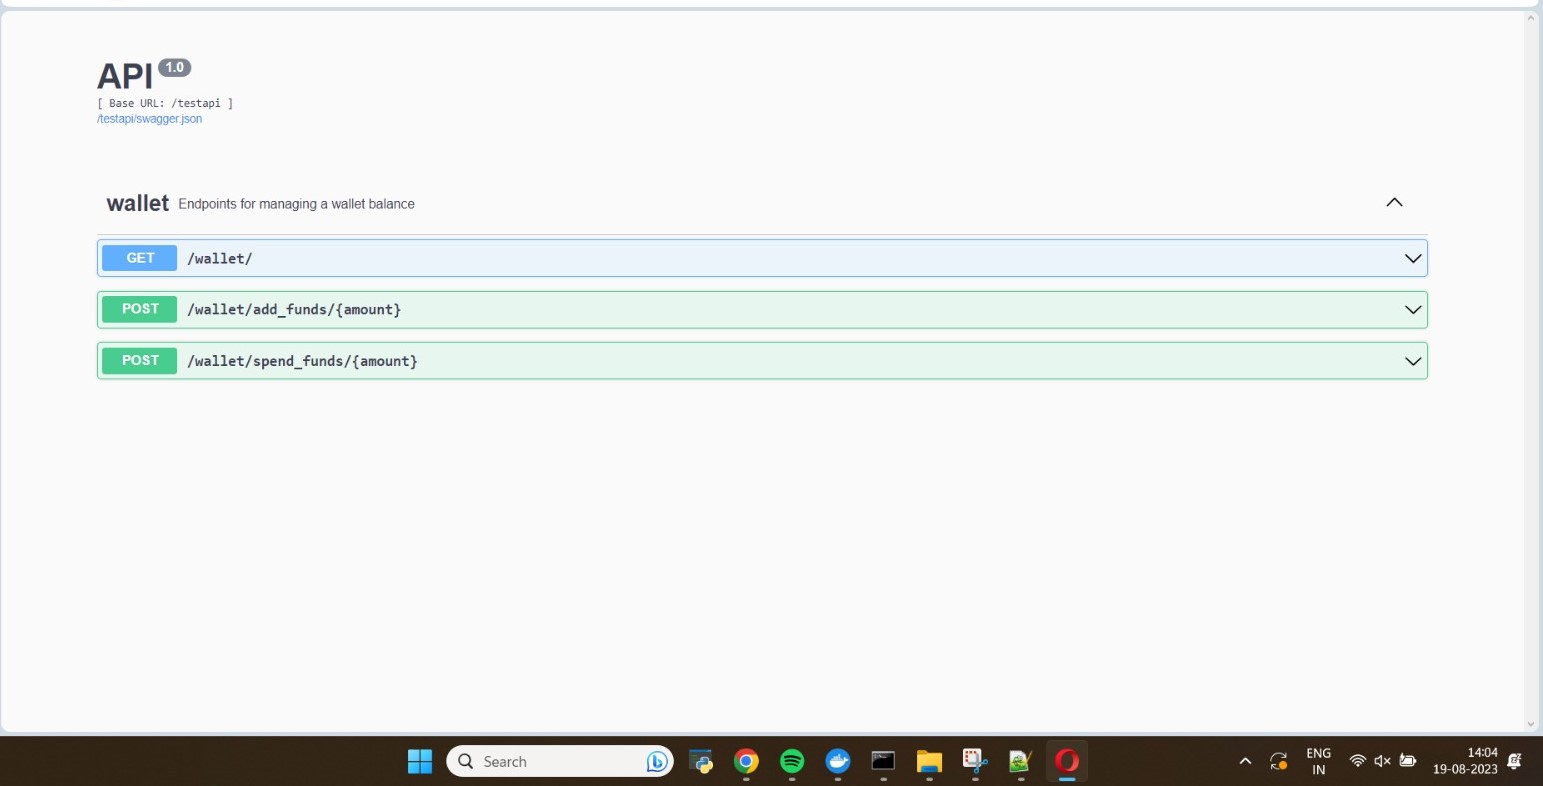 API 1.0
[ Base URL: /testapi ]
/testapi/swagger.json
wallet Endpoints for managing a wallet balance
GET /wallet/
POST /wallet/add_funds/{amount}
POST /wallet/spend_funds/{amount}
Search
ENG
IN
14:04
19-08-2023